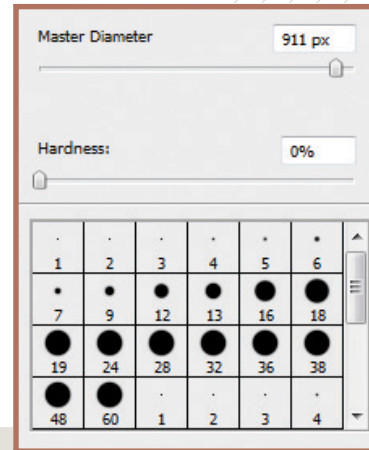 Master Diameter 911 px
Hardness: 0%
1 2 3 4 5 6
7 9 12 13 16 18
19 24 28 32 36 38
48 60 1 2 3 4